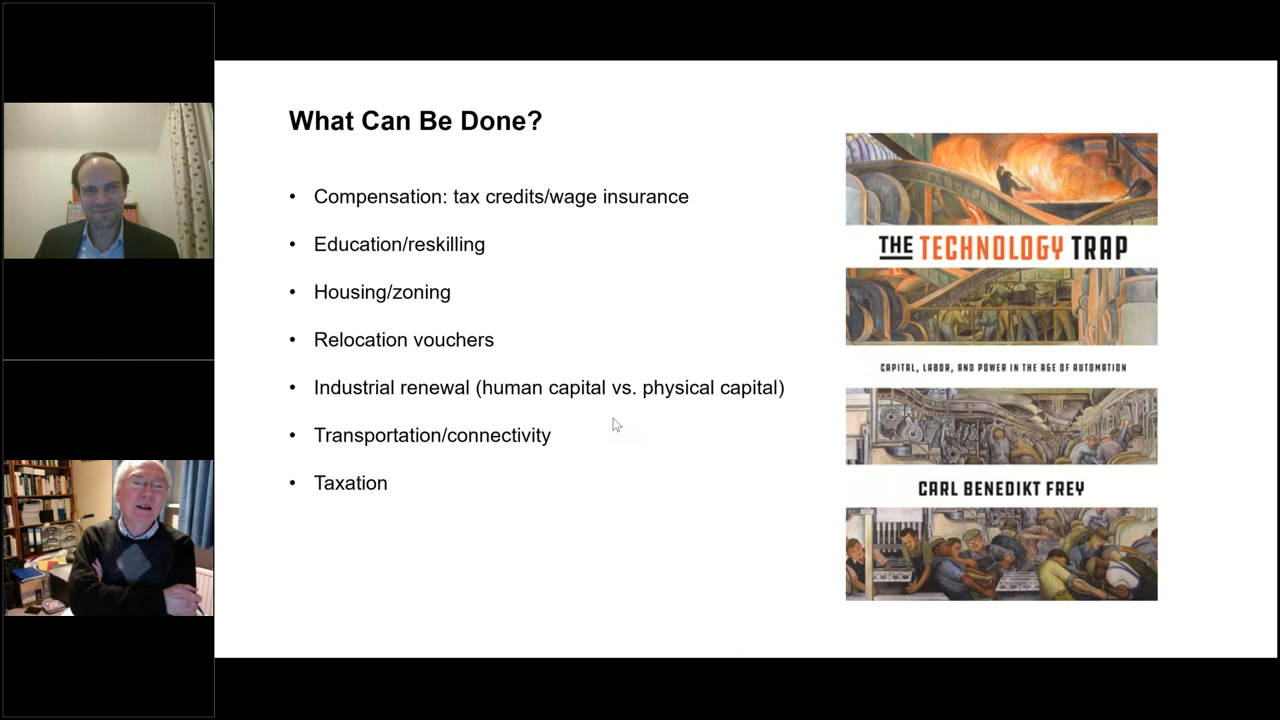 What Can Be Done?
• Compensation: tax credits/wage insurance
• Education/reskilling
• Housing/zoning
• Relocation vouchers
• Industrial renewal (human capital vs. physical capital)
• Transportation/connectivity
• Taxation
THE TECHNOLOGY TRAP
CAPITAL, LABOR, AND POWER IN THE AGE OF AUTOMATION
CARL BENEDIKT FREY